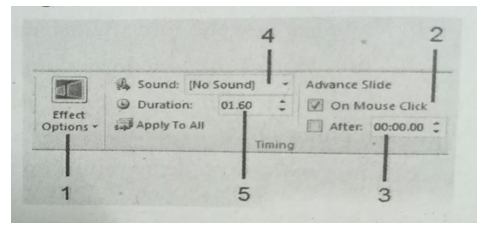 4
2
Sound: [No Sound]
Advance Slide
Effect Options
Duration: 01.60
On Mouse Click
Apply To All
After: 00:00.00
Timing
1
5
3